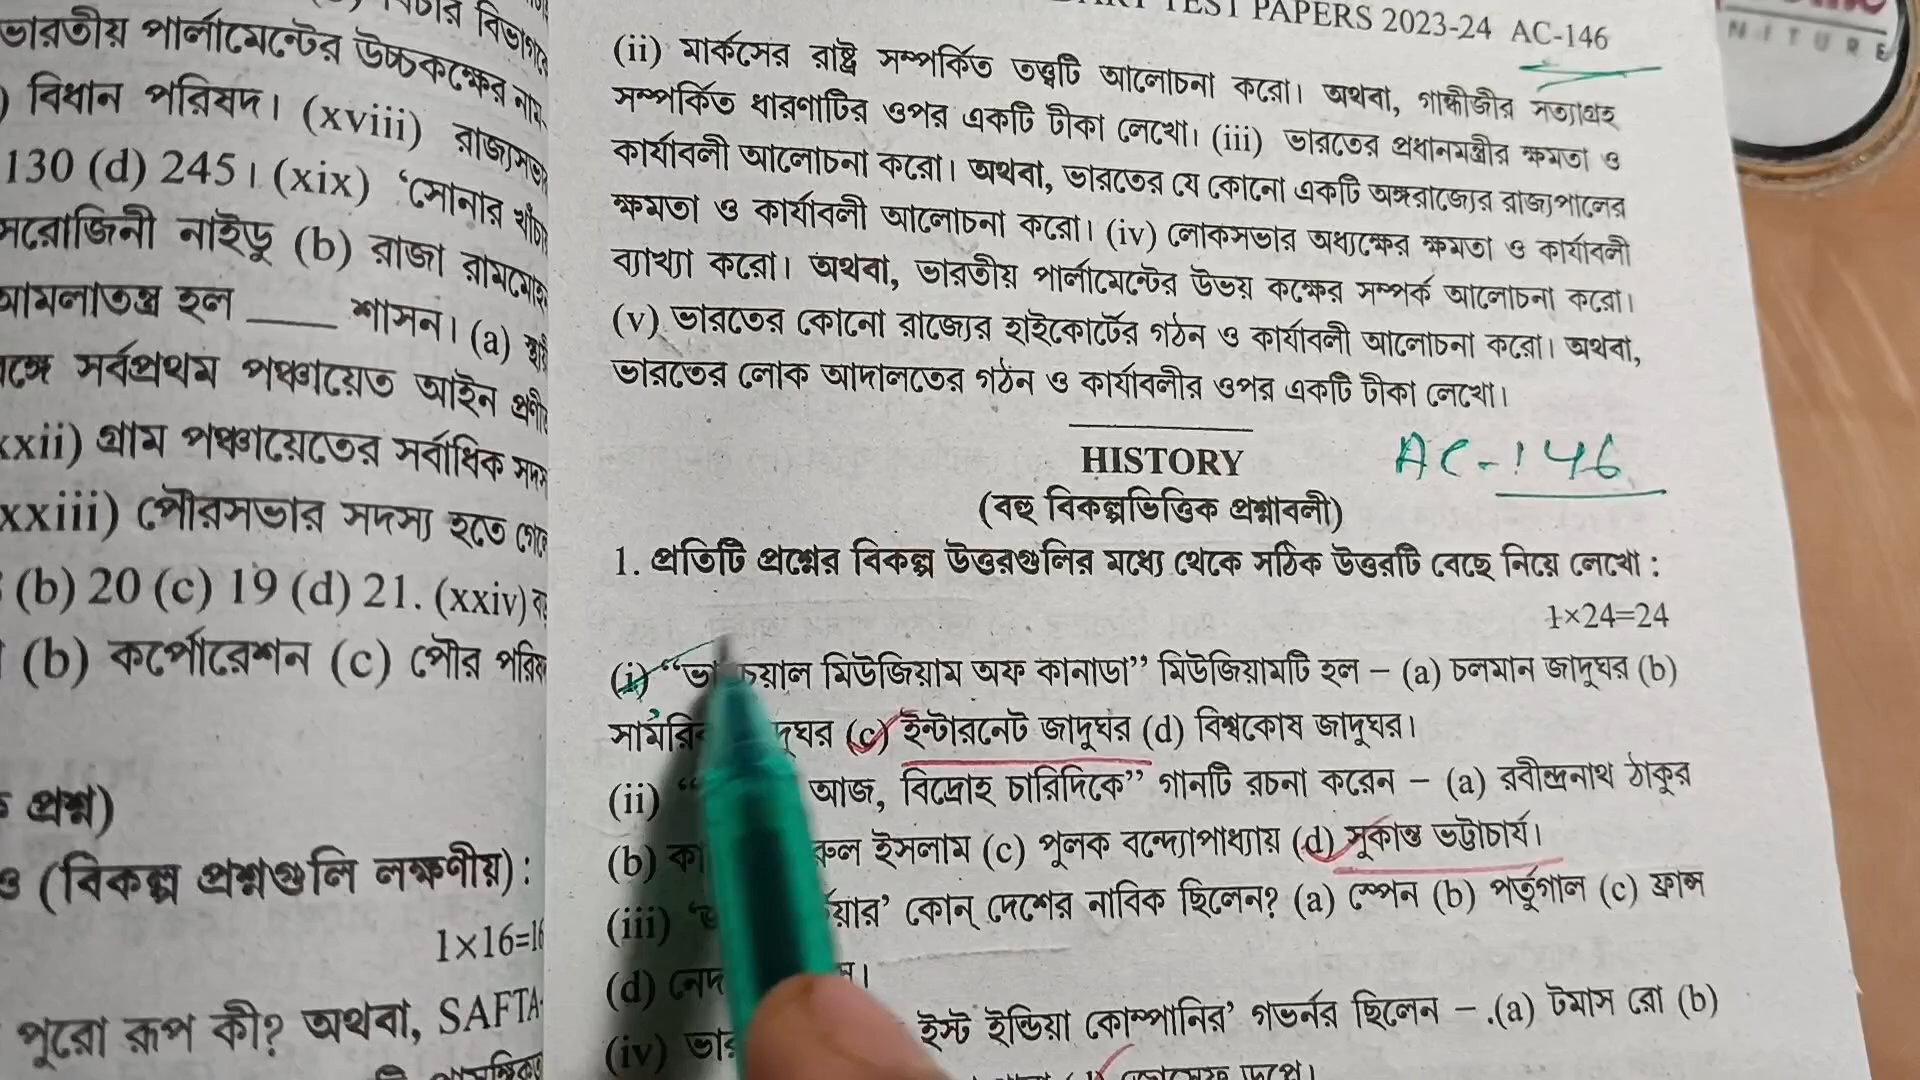 বিচার বিভাগকে
ভারতীয় পার্লামেন্টের উচ্চকক্ষের নাম
) বিধান পরিষদ। (xviii) রাজ্যসভার
130 (d) 245। (xix) ‘সোনার খাঁচা
সরোজিনী নাইডু (b) রাজা রামমোহন
আমলাতন্ত্র হল ____ শাসন। (a)
সর্বপ্রথম পঞ্চায়েত আইন
xxii) গ্রাম পঞ্চায়েতের সর্বাধিক
xxiii) পৌরসভার সদস্য হতে গেলে
(b) 20 (c) 19 (d) 21. (xxiv)
(b) কর্পোরেশন (c) পৌর
প্রশ্ন)
(বিকল্প প্রশ্নগুলি লক্ষণীয়) :
1×16=16
পুরো রূপ কী? অথবা, SAFTA
TEST PAPERS 2023-24 AC-146
(ii) মার্কসের রাষ্ট্র সম্পর্কিত তত্ত্বটি আলোচনা করো। অথবা, গান্ধীজীর সত্যাগ্রহ
সম্পর্কিত ধারণাটির ওপর একটি টীকা লেখো। (iii) ভারতের প্রধানমন্ত্রীর ক্ষমতা ও
কার্যাবলী আলোচনা করো। অথবা, ভারতের যে কোনো একটি অঙ্গরাজ্যের রাজ্যপালের
ক্ষমতা ও কার্যাবলী আলোচনা করো। (iv) লোকসভার অধ্যক্ষের ক্ষমতা ও কার্যাবলী
ব্যাখ্যা করো। অথবা, ভারতীয় পার্লামেন্টের উভয় কক্ষের সম্পর্ক আলোচনা করো।
(v) ভারতের কোনো রাজ্যের হাইকোর্টের গঠন ও কার্যাবলী আলোচনা করো। অথবা,
ভারতের লোক আদালতের গঠন ও কার্যাবলীর ওপর একটি টীকা লেখো।
HISTORY AC-146
(বহু বিকল্পভিত্তিক প্রশ্নাবলী)
1. প্রতিটি প্রশ্নের বিকল্প উত্তরগুলির মধ্যে থেকে সঠিক উত্তরটি বেছে নিয়ে লেখো :
1×24=24
(i) “ভা চুয়াল মিউজিয়াম অফ কানাডা” মিউজিয়ামটি হল – (a) চলমান জাদুঘর (b)
সামরি দুঘর (c) ইন্টারনেট জাদুঘর (d) বিশ্বকোষ জাদুঘর।
(ii) “ আজ, বিদ্রোহ চারিদিকে” গানটি রচনা করেন – (a) রবীন্দ্রনাথ ঠাকুর
(b) কা রুল ইসলাম (c) পুলক বন্দ্যোপাধ্যায় (d) সুকান্ত ভট্টাচার্য।
(iii) য়ার’ কোন্ দেশের নাবিক ছিলেন? (a) স্পেন (b) পর্তুগাল (c) ফ্রান্স
(d) নেদ
(iv) ভার ইস্ট ইন্ডিয়া কোম্পানির’ গভর্নর ছিলেন – (a) টমাস রো (b)
NITURE